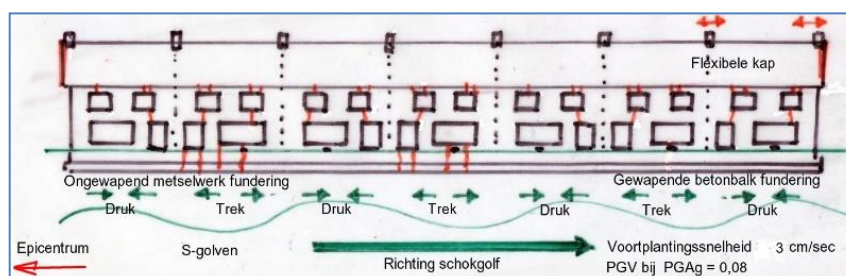 Flexibele kap
Ongewapend metselwerk fundering
Gewapende betonbalk fundering
Druk Trek Druk Trek Druk Trek Druk
Epicentrum
S-golven
Richting schokgolf
Voortplantingssnelheid 3 cm/sec
PGV bij PGAg = 0,08